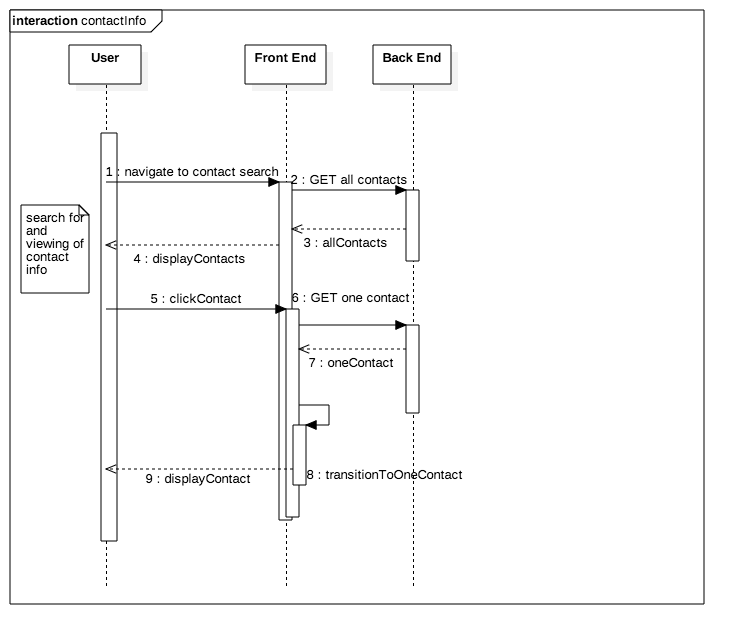 interaction contactInfo
User
Front End
Back End
1 : navigate to contact search
2 : GET all contacts
search for
and
viewing of
contact
info
3 : allContacts
4 : displayContacts
5 : clickContact
6 : GET one contact
7 : oneContact
8 : transitionToOneContact
9 : displayContact